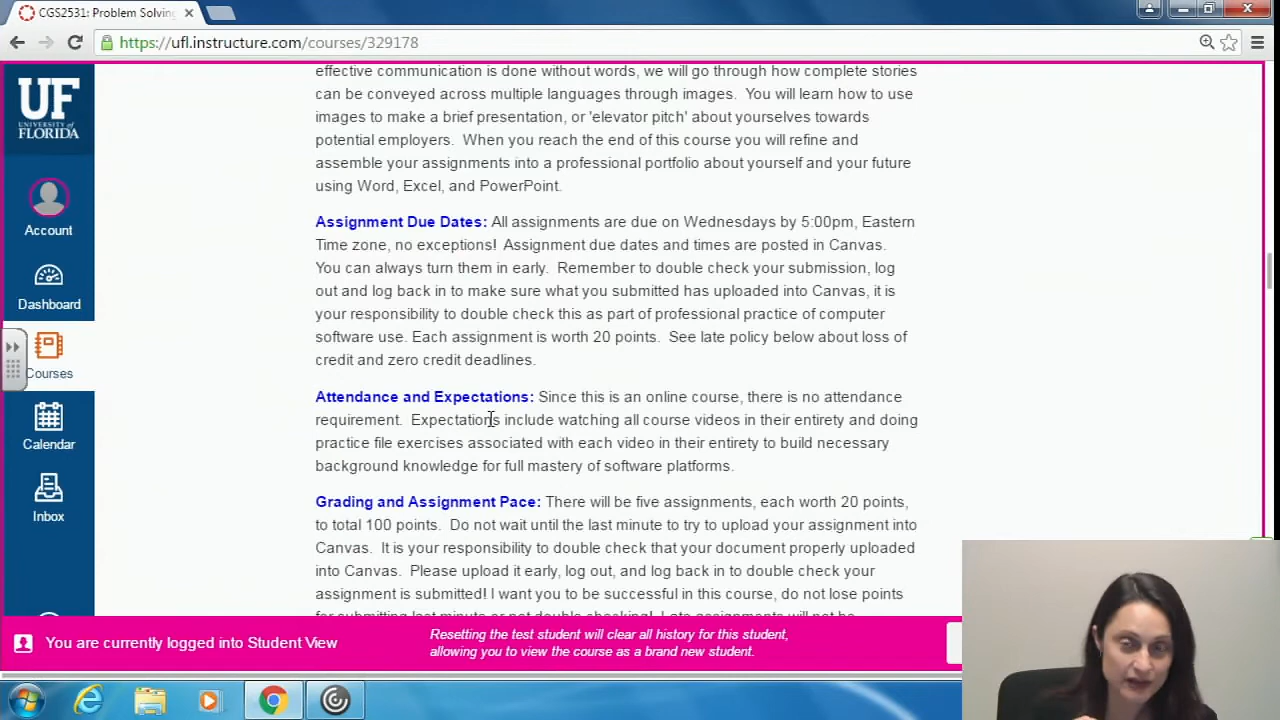 CGS2531: Problem Solving
https://ufl.instructure.com/courses/329178
UF
UNIVERSITY of
FLORIDA
Account
Dashboard
Courses
Calendar
Inbox
effective communication is done without words, we will go through how complete stories
can be conveyed across multiple languages through images.  You will learn how to use
images to make a brief presentation, or 'elevator pitch' about yourselves towards
potential employers.  When you reach the end of this course you will refine and
assemble your assignments into a professional portfolio about yourself and your future
using Word, Excel, and PowerPoint.
Assignment Due Dates: All assignments are due on Wednesdays by 5:00pm, Eastern
Time zone, no exceptions!  Assignment due dates and times are posted in Canvas.
You can always turn them in early.  Remember to double check your submission, log
out and log back in to make sure what you submitted has uploaded into Canvas, it is
your responsibility to double check this as part of professional practice of computer
software use. Each assignment is worth 20 points.  See late policy below about loss of
credit and zero credit deadlines.
Attendance and Expectations: Since this is an online course, there is no attendance
requirement.  Expectations include watching all course videos in their entirety and doing
practice file exercises associated with each video in their entirety to build necessary
background knowledge for full mastery of software platforms.
Grading and Assignment Pace: There will be five assignments, each worth 20 points,
to total 100 points.  Do not wait until the last minute to try to upload your assignment into
Canvas.  It is your responsibility to double check that your document properly uploaded
into Canvas.  Please upload it early, log out, and log back in to double check your
assignment is submitted! I want you to be successful in this course, do not lose points
for submitting last minute or not double checking!  Late assignments will not be
You are currently logged into Student View
Resetting the test student will clear all history for this student,
allowing you to view the course as a brand new student.